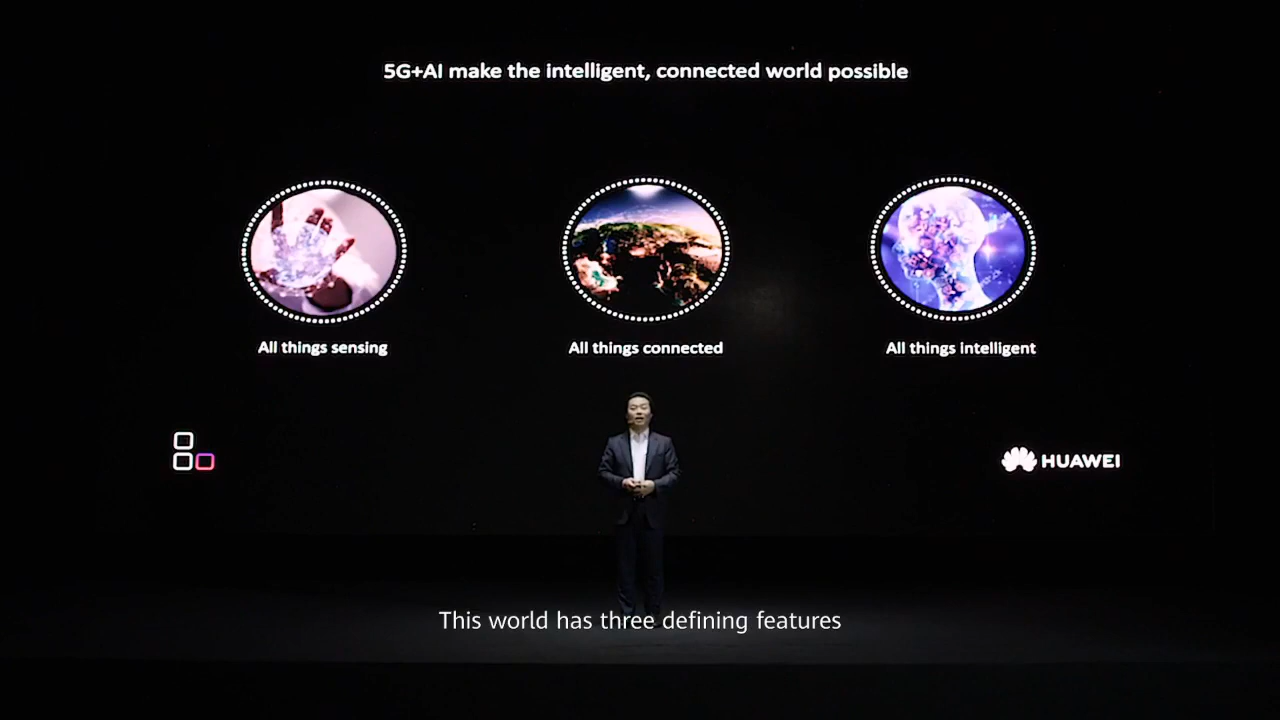 5G+AI make the intelligent, connected world possible
All things sensing
All things connected
All things intelligent
HUAWEI
This world has three defining features